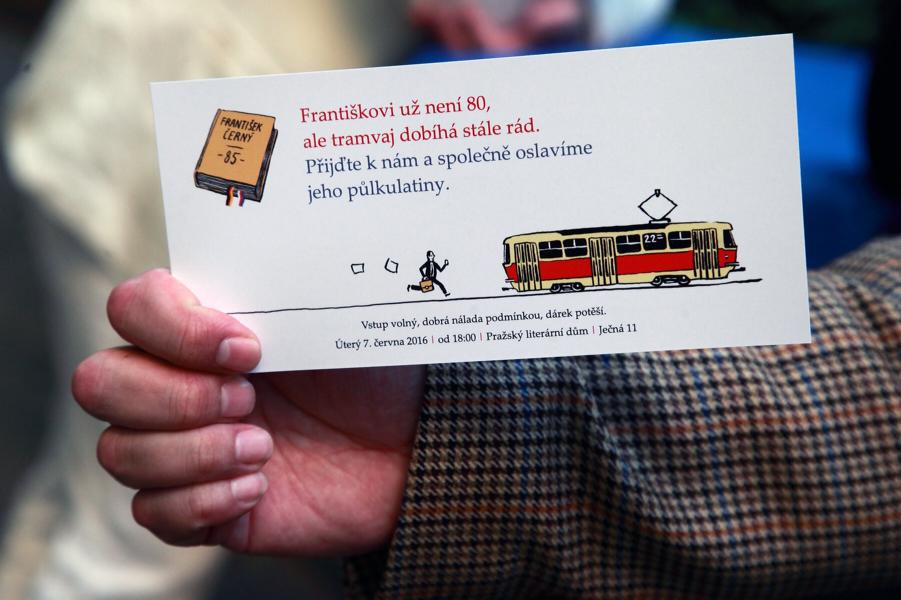 FRANTIŠEK
ČERNÝ
-85-
Františkovi už není 80,
ale tramvaj dobíhá stále rád.
Přijďte k nám a společně oslavíme
jeho půlkulatiny.
22
Vstup volný, dobrá nálada podmínkou, dárek potěší.
Úterý 7. června 2016 | od 18:00 | Pražský literární dům | Ječná 11